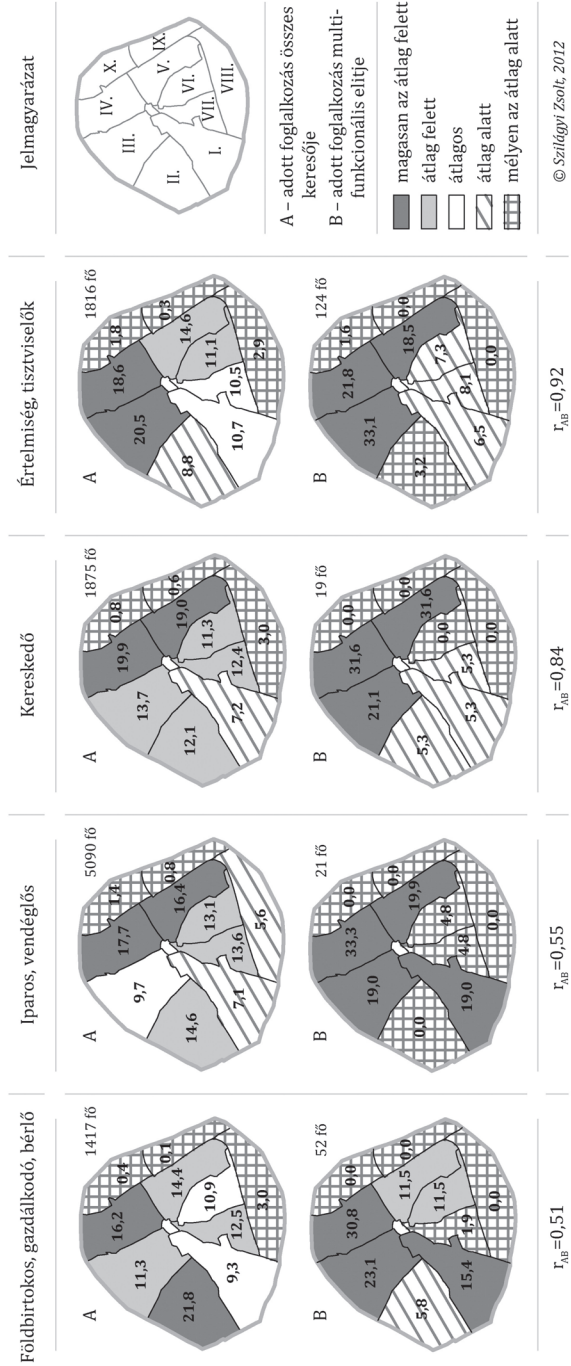 Földbirtokos, gazdálkodó, bérlő
A
1417 fő
0,4
16,2
0,1
14,4
11,3
10,9
12,5
21,8
9,3
3,0
B
52 fő
0,0
30,8
0,0
11,5
23,1
11,5
1,9
5,8
15,4
0,0
rAB=0,51
Iparos, vendéglős
A
5090 fő
1,4
17,7
0,8
16,4
9,7
13,1
13,6
14,6
7,1
5,6
B
21 fő
0,0
33,3
0,0
19,9
19,0
4,8
4,8
0,0
19,0
0,0
rAB=0,55
Kereskedő
A
1875 fő
0,8
19,9
0,6
19,0
13,7
11,3
12,4
12,1
7,2
3,0
B
19 fő
0,0
31,6
0,0
31,6
21,1
0,0
5,3
5,3
5,3
0,0
rAB=0,84
Értelmiség, tisztviselők
A
1816 fő
1,8
18,6
0,3
14,6
20,5
11,1
10,5
8,8
10,7
2,9
B
124 fő
1,6
21,8
0,0
18,5
33,1
7,3
8,1
3,2
6,5
0,0
rAB=0,92
Jelmagyarázat
X.
IX.
IV.
V.
III.
VI.
VII.
VIII.
II.
I.
A – adott foglalkozás összes
keresője
B – adott foglalkozás multi-
funkcionális elitje
magasan az átlag felett
átlag felett
átlagos
átlag alatt
mélyen az átlag alatt
© Szilágyi Zsolt, 2012